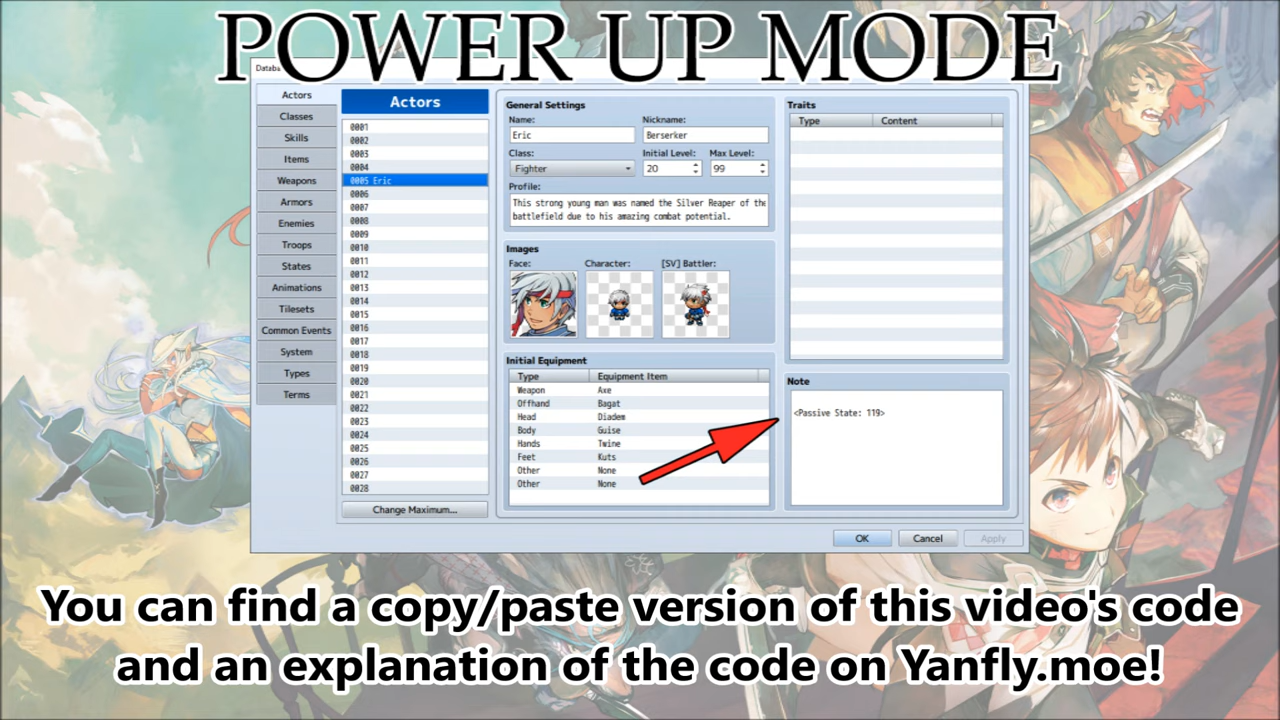 POWER UP MODE
Databa
Actors
Classes
Skills
Items
Weapons
Armors
Enemies
Troops
States
Animations
Tilesets
Common Events
System
Types
Terms
Actors
0001
0002
0003
0004
0005 Eric
0006
0007
0008
0009
0010
0011
0012
0013
0014
0015
0016
0017
0018
0019
0020
0021
0022
0023
0024
0025
0026
0027
0028
Change Maximum...
General Settings
Name: Nickname:
Eric Berserker
Class: Initial Level: Max Level:
Fighter 20 99
Profile:
This strong young man was named the Silver Reaper of the
battlefield due to his amazing combat potential.
Images
Face: Character: [SV] Battler:
Initial Equipment
Type Equipment Item
Weapon Axe
Offhand Bagat
Head Diadem
Body Guise
Hands Twine
Feet Kuts
Other None
Other None
Traits
Type Content
Note
<Passive State: 119>
OK Cancel Apply
You can find a copy/paste version of this video's code
and an explanation of the code on Yanfly.moe!